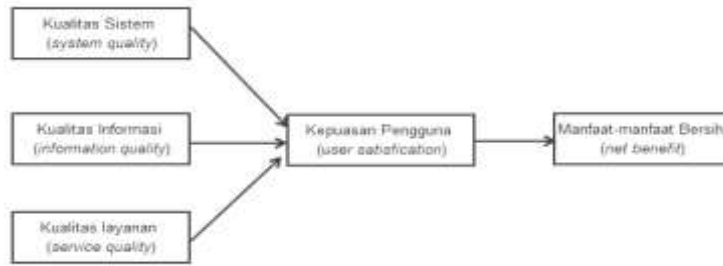 Kualitas Sistem
(system quality)
Kualitas Informasi
(information quality)
Kualitas layanan
(service quality)
Kepuasan Pengguna
(user satisfication)
Manfaat-manfaat Bersih
(net benefit)